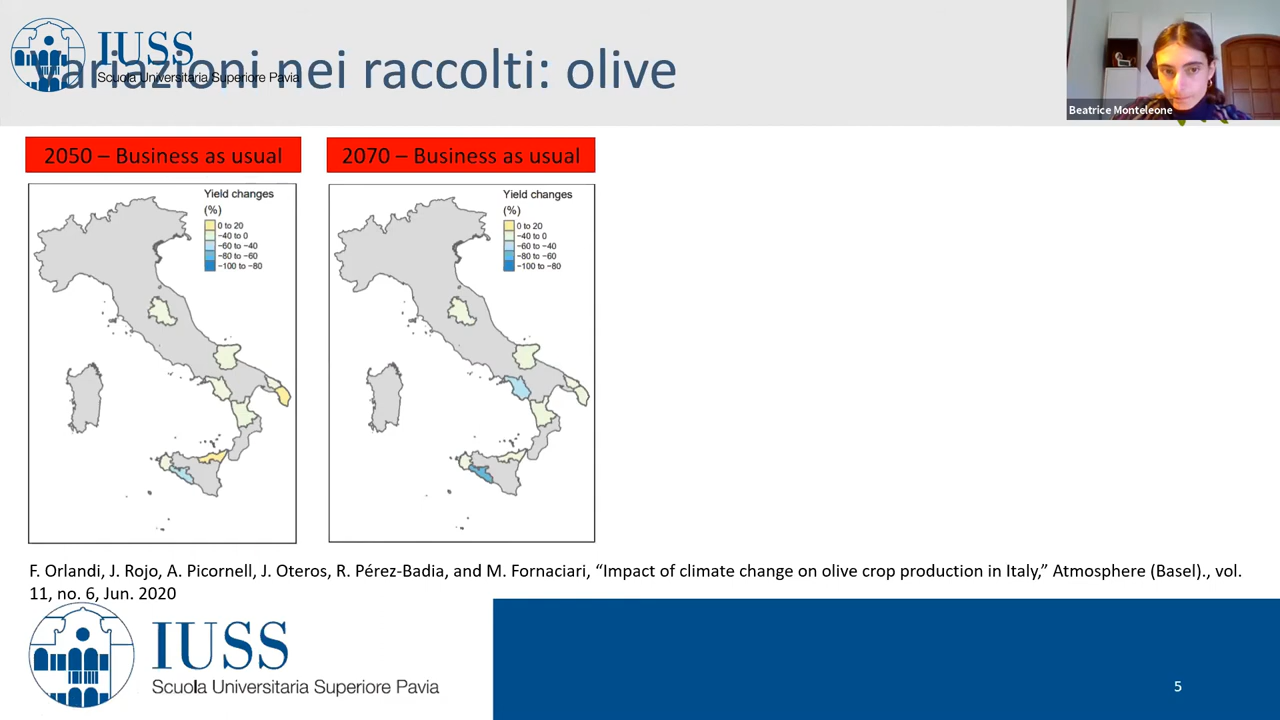 IUSS
Scuola Universitaria Superiore Pavia
Variazioni nei raccolti: olive
Beatrice Monteleone
2050 – Business as usual
2070 – Business as usual
Yield changes
(%)
0 to 20
−40 to 0
−60 to −40
−80 to −60
−100 to −80
Yield changes
(%)
0 to 20
−40 to 0
−60 to −40
−80 to −60
−100 to −80
F. Orlandi, J. Rojo, A. Picornell, J. Oteros, R. Pérez-Badia, and M. Fornaciari, “Impact of climate change on olive crop production in Italy,” Atmosphere (Basel)., vol.
11, no. 6, Jun. 2020
IUSS
Scuola Universitaria Superiore Pavia
5